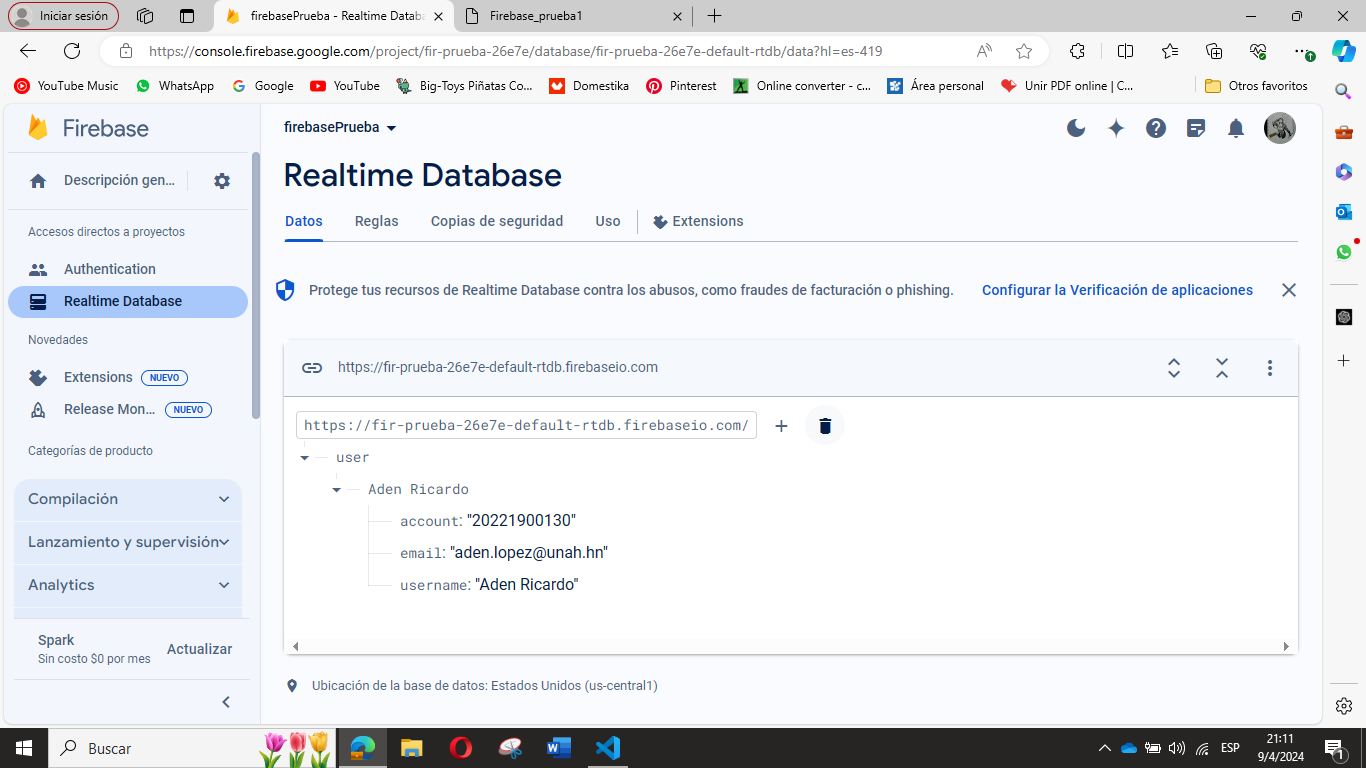 Iniciar sesión
firebasePrueba - Realtime Databa
Firebase_prueba1
https://console.firebase.google.com/project/fir-prueba-26e7e/database/fir-prueba-26e7e-default-rtdb/data?hl=es-419
YouTube Music
WhatsApp
Google
YouTube
Big-Toys Piñatas Co...
Domestika
Pinterest
Online converter - c...
Área personal
Unir PDF online | C...
Otros favoritos
Firebase
firebasePrueba
Realtime Database
Descripción gen...
Datos
Reglas
Copias de seguridad
Uso
Extensions
Accesos directos a proyectos
Authentication
Realtime Database
Protege tus recursos de Realtime Database contra los abusos, como fraudes de facturación o phishing.
Configurar la Verificación de aplicaciones
Novedades
Extensions NUEVO
Release Mon... NUEVO
Categorías de producto
Compilación
Lanzamiento y supervisión
Analytics
Spark
Sin costo $0 por mes
Actualizar
https://fir-prueba-26e7e-default-rtdb.firebaseio.com
https://fir-prueba-26e7e-default-rtdb.firebaseio.com/
user
Aden Ricardo
account: "20221900130"
email: "aden.lopez@unah.hn"
username: "Aden Ricardo"
Ubicación de la base de datos: Estados Unidos (us-central1)
Buscar
ESP
21:11
9/4/2024
1